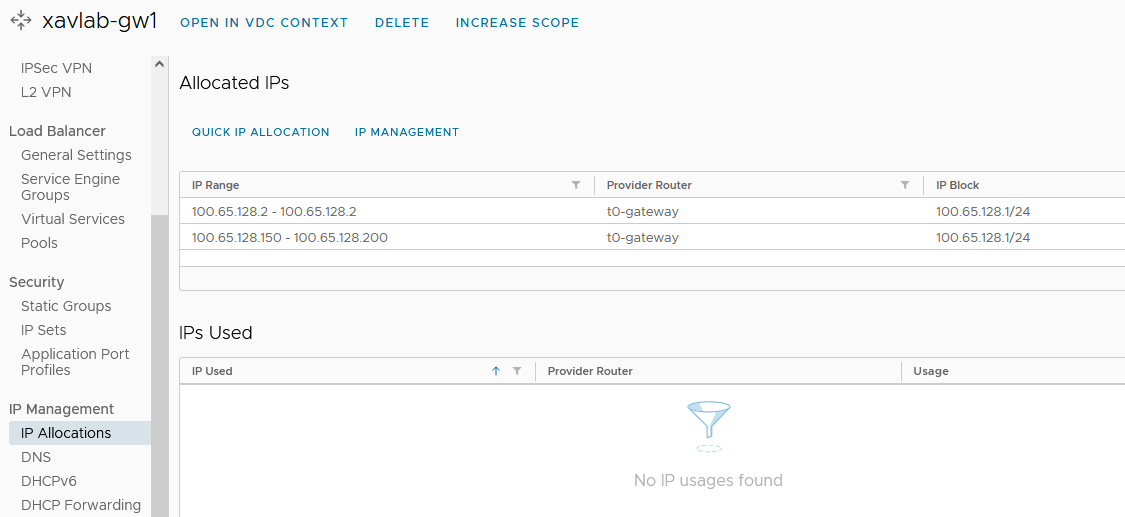 xavlab-gw1 OPEN IN VDC CONTEXT DELETE INCREASE SCOPE
IPSec VPN
L2 VPN
Load Balancer
General Settings
Service Engine
Groups
Virtual Services
Pools
Security
Static Groups
IP Sets
Application Port
Profiles
IP Management
IP Allocations
DNS
DHCPv6
DHCP Forwarding
Allocated IPs
QUICK IP ALLOCATION IP MANAGEMENT
IP Range Provider Router IP Block
100.65.128.2 - 100.65.128.2 t0-gateway 100.65.128.1/24
100.65.128.150 - 100.65.128.200 t0-gateway 100.65.128.1/24
IPs Used
IP Used Provider Router Usage
No IP usages found